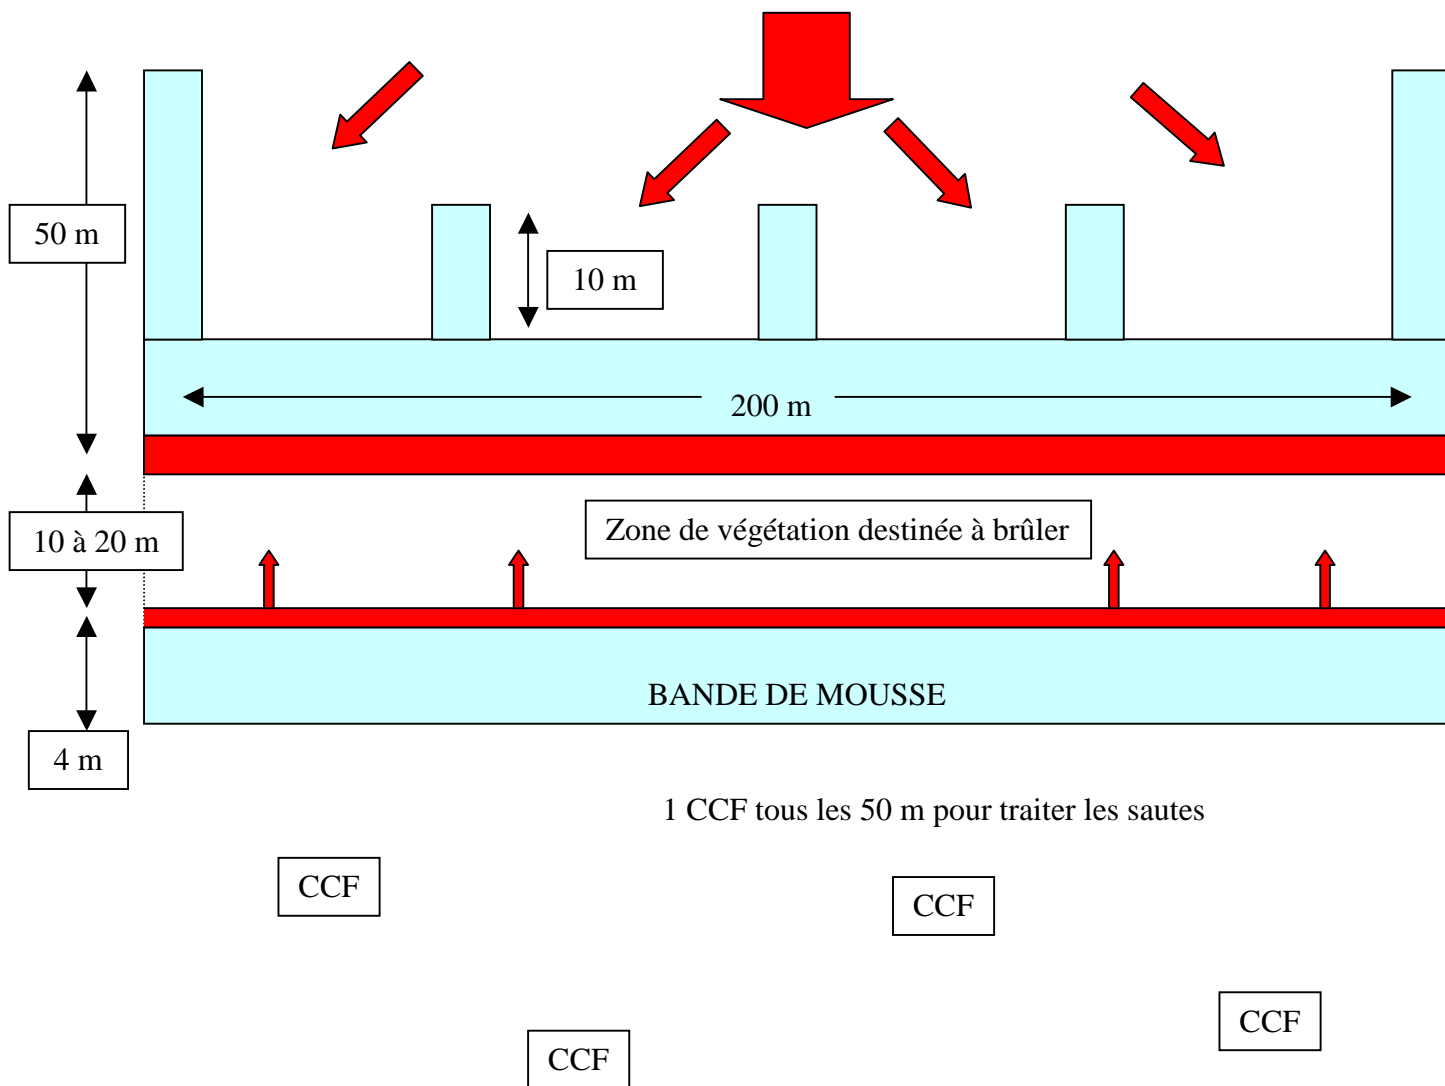 50 m
10 m
200 m
Zone de végétation destinée à brûler
10 à 20 m
BANDE DE MOUSSE
4 m
1 CCF tous les 50 m pour traiter les sautes
CCF
CCF
CCF
CCF